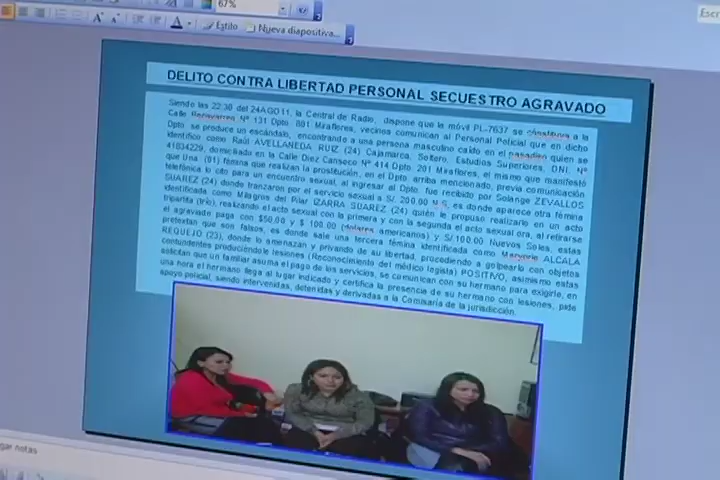 67%
Estilo
Nueva diapositiva...
DELITO CONTRA LIBERTAD PERSONAL SECUESTRO AGRAVADO
Siendo las 22:38 del 24AGO11, la Central de Radio, dispone que la móvil PL-7637 se constituya a la
Calle Recavarren Nº 131 Dpto. 801 Miraflores, vecinos comunican al Personal Policial que en dicho
Dpto. se produce un escándalo, encontrando a una persona masculino caído en el pasadizo quien se
identificó como Raúl AVELLANEDA RUIZ (24) Cajamarca, Soltero, Estudios Superiores, DNI. Nº
41834229, domiciliado en la Calle Diez Canseco Nº 414 Dpto. 201 Miraflores, el mismo que manifestó
que Una (01) fémina que realizan la prostitución, en el Dpto arriba mencionado, previa comunicación
telefónica lo cito para un encuentro sexual, al ingresar al Dpto. fue recibido por Solange ZEVALLOS
SUAREZ (24) donde tranzaron por el servicio sexual a S/. 200.00 N.S, es donde aparece otra fémina
identificada como Milagros del Pilar IZARRA SUAREZ (24) quién le propuso realizarlo en un acto
tripartita (trío), realizando el acto sexual con la primera y con la segunda el acto sexual oral, al retirarse
el agraviado paga con $50.00 y $ 100.00 (dólares americanos) y S/.100.00 Nuevos Soles, estas
pretextan que son falsos, es donde sale una tercera fémina identificada como Maryorie ALCALA
REQUEJO (23), donde lo amenazan y privando de su libertad, procediendo a golpearlo con objetos
contundentes produciéndole lesiones (Reconocimiento del médico legista) POSITIVO, asimismo estas
solicitan que un familiar asuma el pago de los servicios, se comunican con su hermano para exigirle, en
una hora el hermano llega al lugar indicado y certifica la presencia de su hermano con lesiones, pide
apoyo policial, siendo intervenidas, detenidas y derivadas a la Comisaría de la jurisdicción.
gar notas